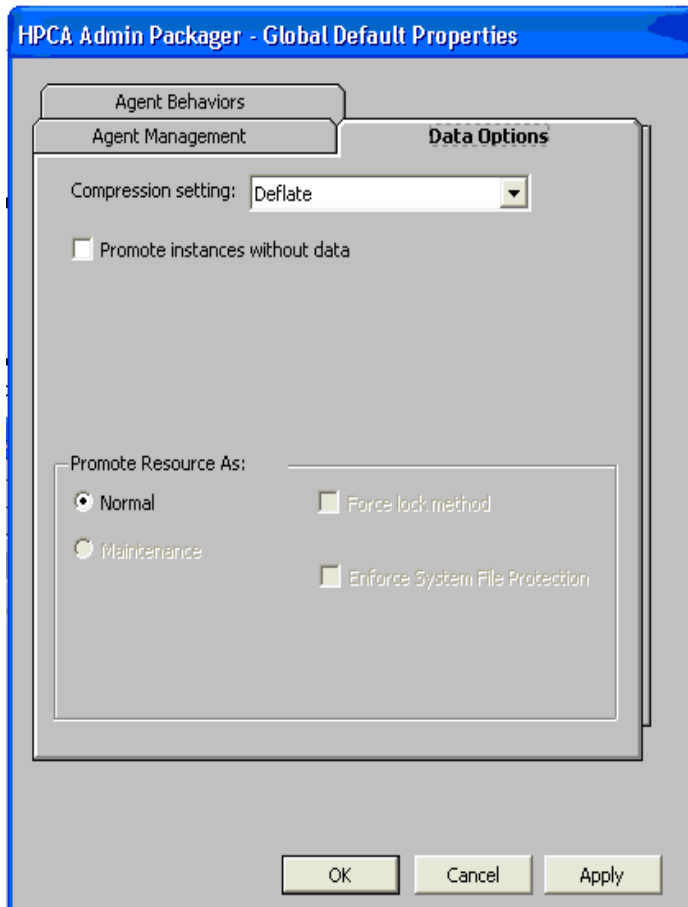 HPCA Admin Packager - Global Default Properties
Agent Behaviors
Agent Management
Data Options
Compression setting: Deflate
Promote instances without data
Promote Resource As:
Normal
Force lock method
Maintenance
Enforce System File Protection
OK Cancel Apply